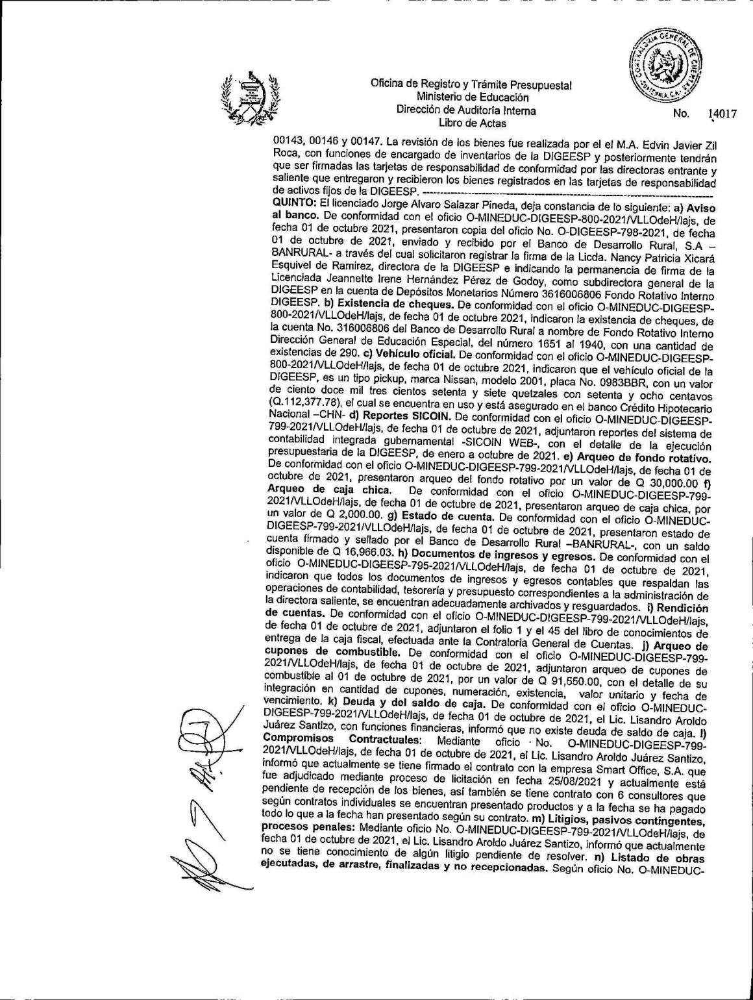 CONTRALORIA GENERAL DE CUENTAS
GUATEMALA, C.A.
Oficina de Registro y Trámite Presupuestal
Ministerio de Educación
Dirección de Auditoría Interna
Libro de Actas
No. 14017
00143, 00146 y 00147. La revisión de los bienes fue realizada por el el M.A. Edvin Javier Zil
Roca, con funciones de encargado de inventarios de la DIGEESP y posteriormente tendrán
que ser firmadas las tarjetas de responsabilidad de conformidad por las directoras entrante y
saliente que entregaron y recibieron los bienes registrados en las tarjetas de responsabilidad
de activos fijos de la DIGEESP. --------------------------------------------------------------------------------
QUINTO: El licenciado Jorge Alvaro Salazar Pineda, deja constancia de lo siguiente: a) Aviso
al banco. De conformidad con el oficio O-MINEDUC-DIGEESP-800-2021/VLLOdeH/lajs, de
fecha 01 de octubre 2021, presentaron copia del oficio No. O-DIGEESP-798-2021, de fecha
01 de octubre de 2021, enviado y recibido por el Banco de Desarrollo Rural, S.A –
BANRURAL- a través del cual solicitaron registrar la firma de la Licda. Nancy Patricia Xicará
Esquivel de Ramirez, directora de la DIGEESP e indicando la permanencia de firma de la
Licenciada Jeannette Irene Hernández Pérez de Godoy, como subdirectora general de la
DIGEESP en la cuenta de Depósitos Monetarios Número 3616006806 Fondo Rotativo Interno
DIGEESP. b) Existencia de cheques. De conformidad con el oficio O-MINEDUC-DIGEESP-
800-2021/VLLOdeH/lajs, de fecha 01 de octubre 2021, indicaron la existencia de cheques, de
la cuenta No. 316006806 del Banco de Desarrollo Rural a nombre de Fondo Rotativo Interno
Dirección General de Educación Especial, del número 1651 al 1940, con una cantidad de
existencias de 290. c) Vehículo oficial. De conformidad con el oficio O-MINEDUC-DIGEESP-
800-2021/VLLOdeH/lajs, de fecha 01 de octubre 2021, indicaron que el vehículo oficial de la
DIGEESP, es un tipo pickup, marca Nissan, modelo 2001, placa No. 0983BBR, con un valor
de ciento doce mil tres cientos setenta y siete quetzales con setenta y ocho centavos
(Q.112,377.78), el cual se encuentra en uso y está asegurado en el banco Crédito Hipotecario
Nacional –CHN- d) Reportes SICOIN. De conformidad con el oficio O-MINEDUC-DIGEESP-
799-2021/VLLOdeH/lajs, de fecha 01 de octubre de 2021, adjuntaron reportes del sistema de
contabilidad integrada gubernamental -SICOIN WEB-, con el detalle de la ejecución
presupuestaria de la DIGEESP, de enero a octubre de 2021. e) Arqueo de fondo rotativo.
De conformidad con el oficio O-MINEDUC-DIGEESP-799-2021/VLLOdeH/lajs, de fecha 01 de
octubre de 2021, presentaron arqueo del fondo rotativo por un valor de Q 30,000.00 f)
Arqueo de caja chica. De conformidad con el oficio O-MINEDUC-DIGEESP-799-
2021/VLLOdeH/lajs, de fecha 01 de octubre de 2021, presentaron arqueo de caja chica, por
un valor de Q 2,000.00. g) Estado de cuenta. De conformidad con el oficio O-MINEDUC-
DIGEESP-799-2021/VLLOdeH/lajs, de fecha 01 de octubre de 2021, presentaron estado de
cuenta firmado y sellado por el Banco de Desarrollo Rural –BANRURAL-, con un saldo
disponible de Q 16,966.03. h) Documentos de ingresos y egresos. De conformidad con el
oficio O-MINEDUC-DIGEESP-795-2021/VLLOdeH/lajs, de fecha 01 de octubre de 2021,
indicaron que todos los documentos de ingresos y egresos contables que respaldan las
operaciones de contabilidad, tesorería y presupuesto correspondientes a la administración de
la directora saliente, se encuentran adecuadamente archivados y resguardados. i) Rendición
de cuentas. De conformidad con el oficio O-MINEDUC-DIGEESP-799-2021/VLLOdeH/lajs,
de fecha 01 de octubre de 2021, adjuntaron el folio 1 y el 45 del libro de conocimientos de
entrega de la caja fiscal, efectuada ante la Contraloría General de Cuentas. j) Arqueo de
cupones de combustible. De conformidad con el oficio O-MINEDUC-DIGEESP-799-
2021/VLLOdeH/lajs, de fecha 01 de octubre de 2021, adjuntaron arqueo de cupones de
combustible al 01 de octubre de 2021, por un valor de Q 91,550.00, con el detalle de su
integración en cantidad de cupones, numeración, existencia, valor unitario y fecha de
vencimiento. k) Deuda y del saldo de caja. De conformidad con el oficio O-MINEDUC-
DIGEESP-799-2021/VLLOdeH/lajs, de fecha 01 de octubre de 2021, el Lic. Lisandro Aroldo
Juárez Santizo, con funciones financieras, informó que no existe deuda de saldo de caja. l)
Compromisos Contractuales: Mediante oficio No. O-MINEDUC-DIGEESP-799-
2021/VLLOdeH/lajs, de fecha 01 de octubre de 2021, el Lic. Lisandro Aroldo Juárez Santizo,
informó que actualmente se tiene firmado el contrato con la empresa Smart Office, S.A. que
fue adjudicado mediante proceso de licitación en fecha 25/08/2021 y actualmente está
pendiente de recepción de los bienes, así también se tiene contrato con 6 consultores que
según contratos individuales se encuentran presentado productos y a la fecha se ha pagado
todo lo que a la fecha han presentado según su contrato. m) Litigios, pasivos contingentes,
procesos penales: Mediante oficio No. O-MINEDUC-DIGEESP-799-2021/VLLOdeH/lajs, de
fecha 01 de octubre de 2021, el Lic. Lisandro Aroldo Juárez Santizo, informó que actualmente
no se tiene conocimiento de algún litigio pendiente de resolver. n) Listado de obras
ejecutadas, de arrastre, finalizadas y no recepcionadas. Según oficio No. O-MINEDUC-